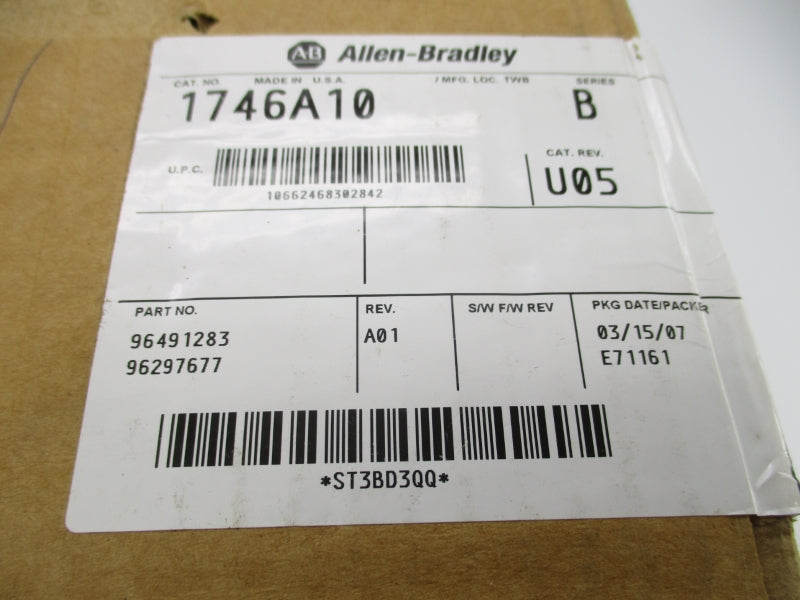 AB Allen-Bradley
CAT. NO. MADE IN U.S.A. / MFG. LOC. TWB SERIES
1746A10 B
U.P.C. CAT. REV.
10662468302842 U05
PART NO. REV. S/W F/W REV PKG DATE/PACKER
96491283 A01 03/15/07
96297677 E71161
*ST3BD3QQ*